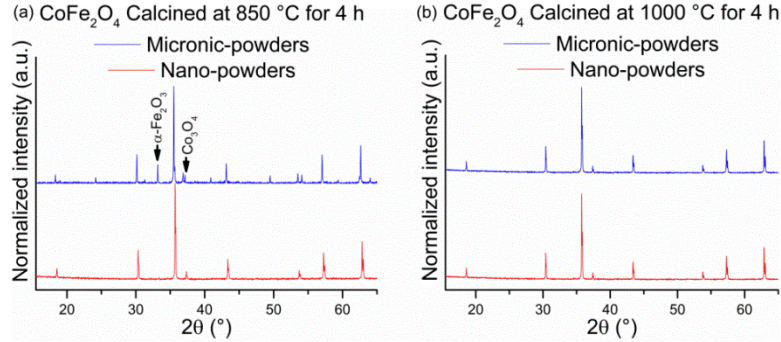 (a) CoFe₂O₄ Calcined at 850 °C for 4 h
Micronic-powders
Nano-powders
α-Fe₂O₃
Co₃O₄
Normalized intensity (a.u.)
20 30 40 50 60
2θ (°)
(b) CoFe₂O₄ Calcined at 1000 °C for 4 h
Micronic-powders
Nano-powders
Normalized intensity (a.u.)
20 30 40 50 60
2θ (°)